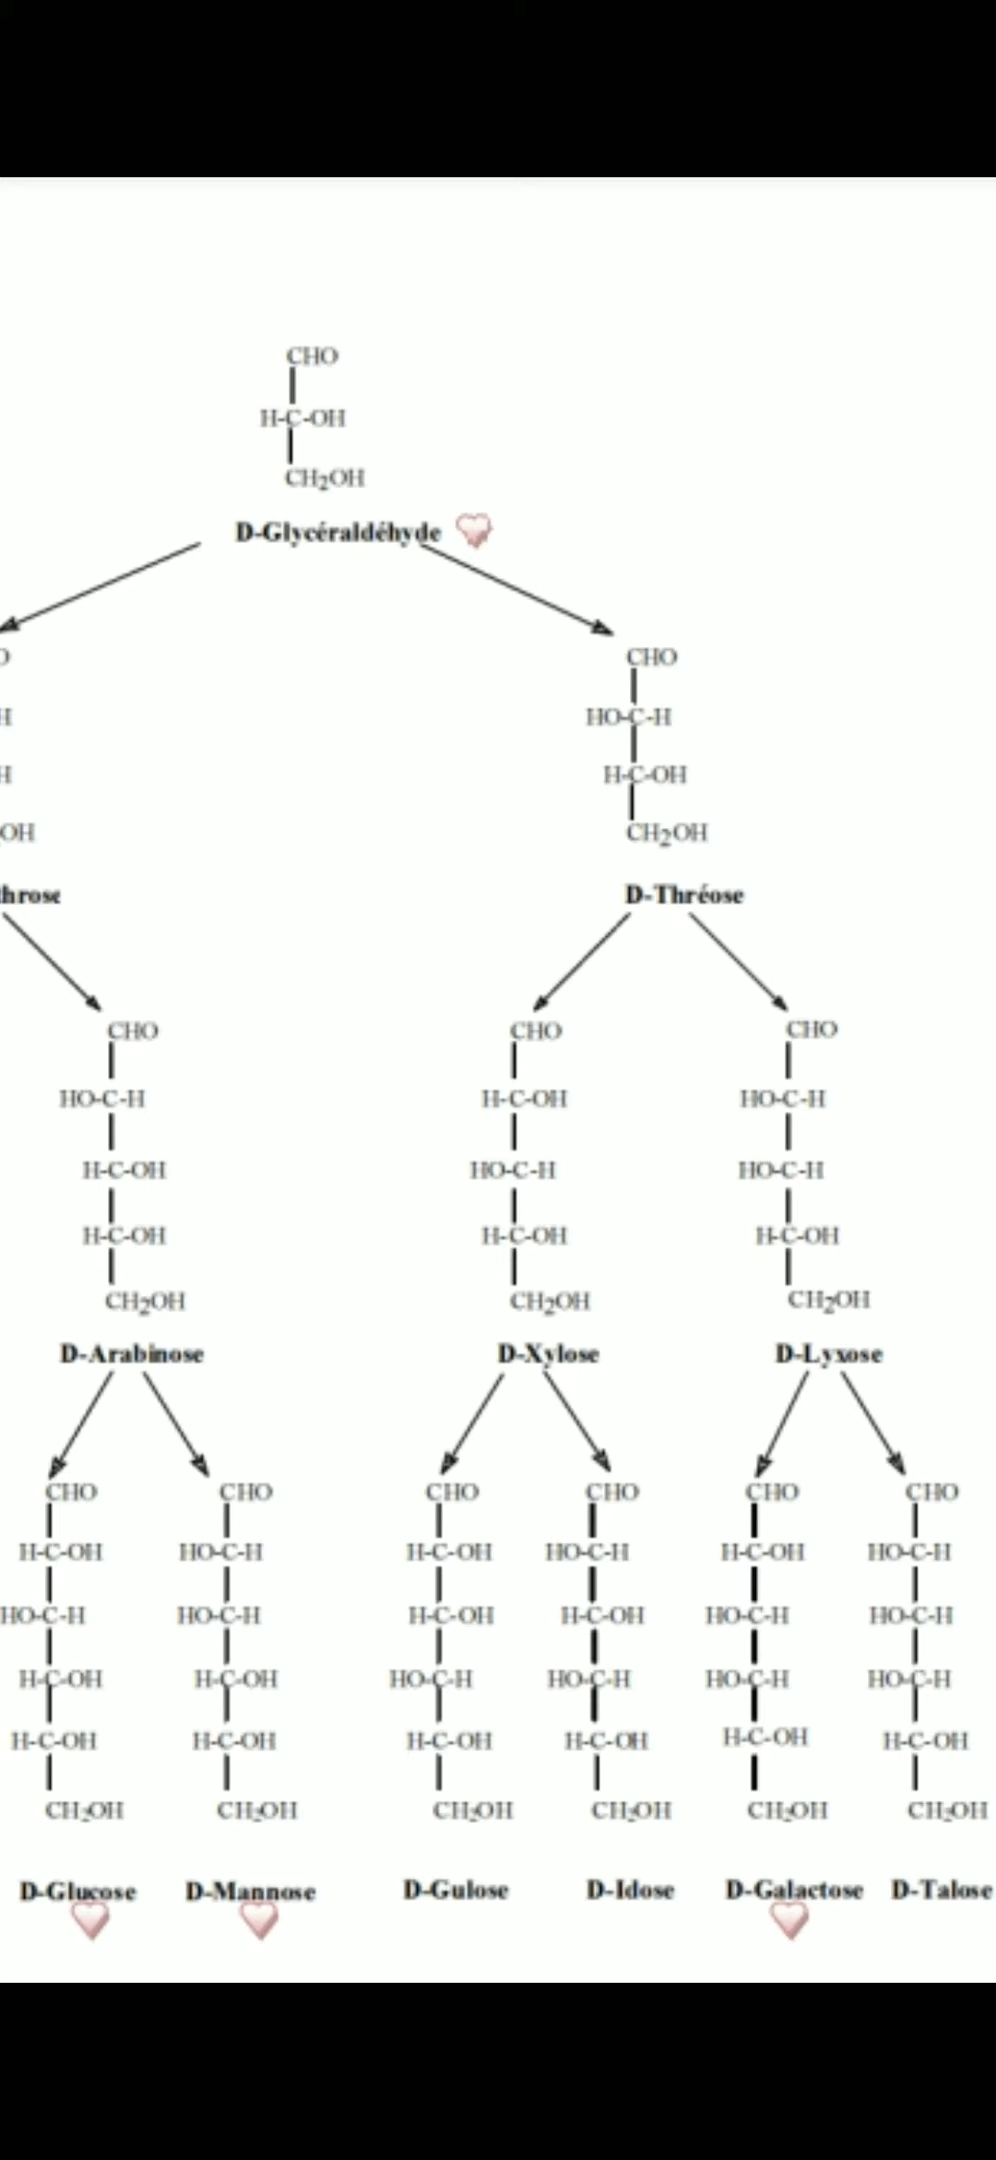 CHO
H-C-OH
CH2OH
D-Glycéraldéhyde
CHO
HO-C-H
H
H-C-OH
H
OH CH2OH
throse D-Thréose
CHO CHO CHO
HO-C-H H-C-OH HO-C-H
H-C-OH HO-C-H HO-C-H
H-C-OH H-C-OH H-C-OH
CH2OH CH2OH CH2OH
D-Arabinose D-Xylose D-Lyxose
CHO CHO CHO CHO CHO CHO
H-C-OH HO-C-H H-C-OH HO-C-H H-C-OH HO-C-H
HO-C-H HO-C-H H-C-OH H-C-OH HO-C-H HO-C-H
H-C-OH H-C-OH HO-C-H HO-C-H HO-C-H HO-C-H
H-C-OH H-C-OH H-C-OH H-C-OH H-C-OH H-C-OH
CH2OH CH2OH CH2OH CH2OH CH2OH CH2OH
D-Glucose D-Mannose D-Gulose D-Idose D-Galactose D-Talose